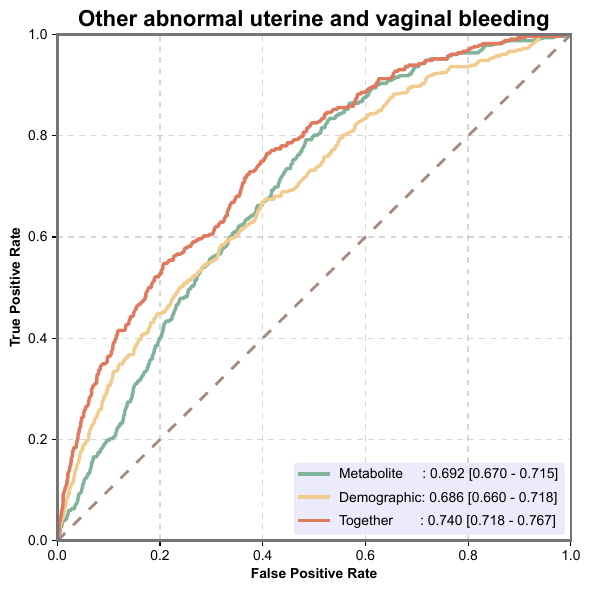 Other abnormal uterine and vaginal bleeding
1.0
0.8
0.6
0.4
0.2
0.0
True Positive Rate
Metabolite : 0.692 [0.670 - 0.715]
Demographic: 0.686 [0.660 - 0.718]
Together : 0.740 [0.718 - 0.767]
0.0 0.2 0.4 0.6 0.8 1.0
False Positive Rate